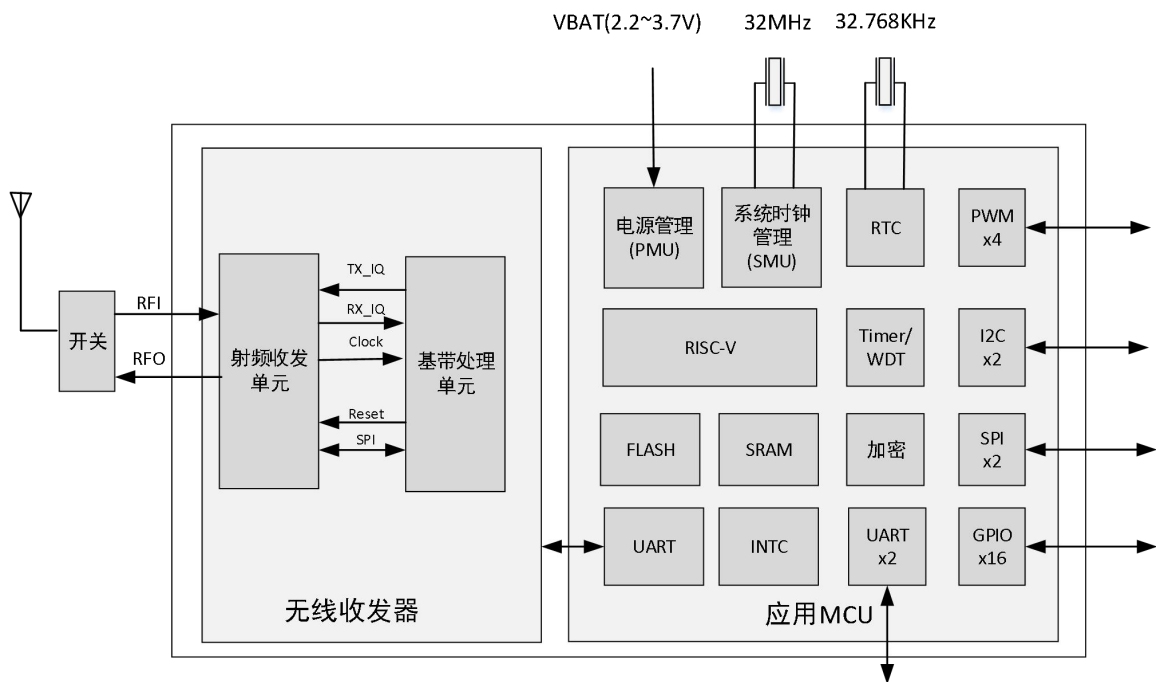 VBAT(2.2~3.7V)
32MHz
32.768KHz
电源管理
(PMU)
系统时钟
管理
(SMU)
RTC
PWM
x4
TX_IQ
RX_IQ
Clock
Reset
SPI
RFI
RFO
开关
射频收发
单元
基带处理
单元
RISC-V
Timer/
WDT
I2C
x2
FLASH
SRAM
加密
SPI
x2
UART
INTC
UART
x2
GPIO
x16
无线收发器
应用MCU